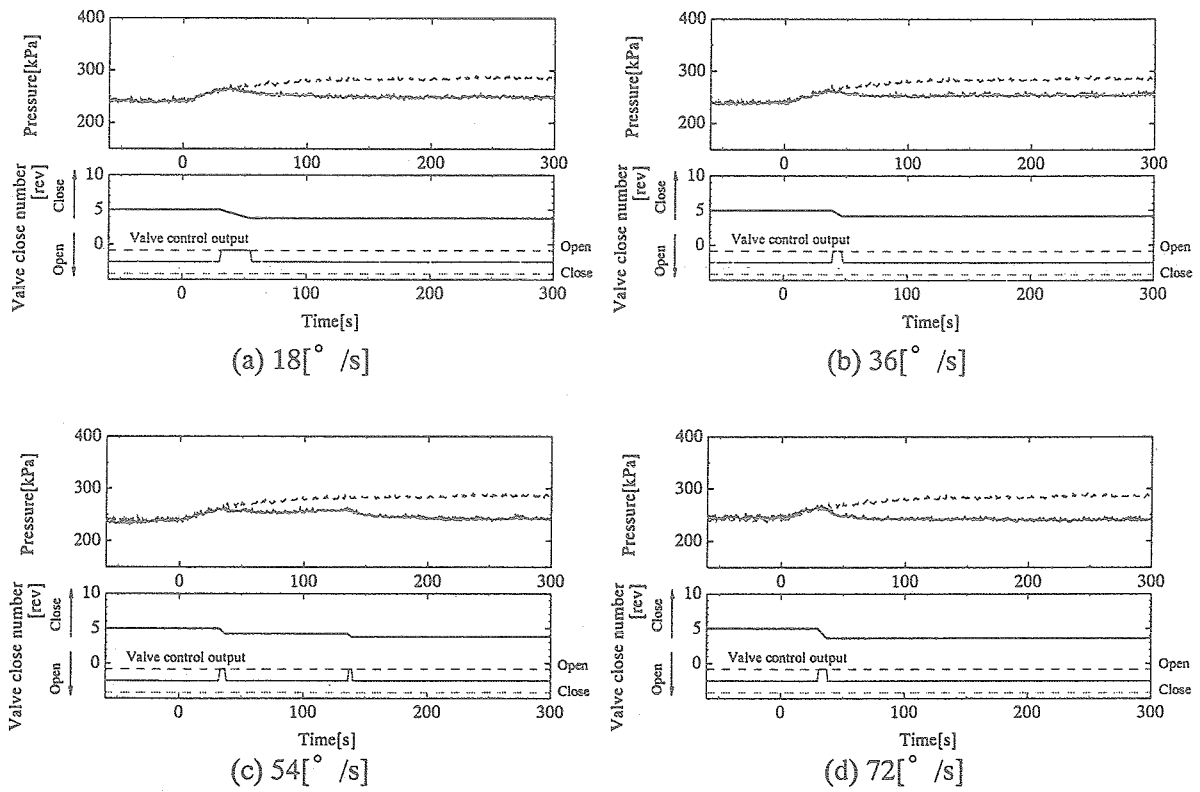 400
300
200
Pressure[kPa]
0 100 200 300
10
5
0
Valve close number
[rev]
Close
Open
Valve control output
Open
Close
0 100 200 300
Time[s]
(a) 18[° /s]
400
300
200
Pressure[kPa]
0 100 200 300
10
5
0
Valve close number
[rev]
Close
Open
Valve control output
Open
Close
0 100 200 300
Time[s]
(b) 36[° /s]
400
300
200
Pressure[kPa]
0 100 200 300
10
5
0
Valve close number
[rev]
Close
Open
Valve control output
Open
Close
0 100 200 300
Time[s]
(c) 54[° /s]
400
300
200
Pressure[kPa]
0 100 200 300
10
5
0
Valve close number
[rev]
Close
Open
Valve control output
Open
Close
0 100 200 300
Time[s]
(d) 72[° /s]